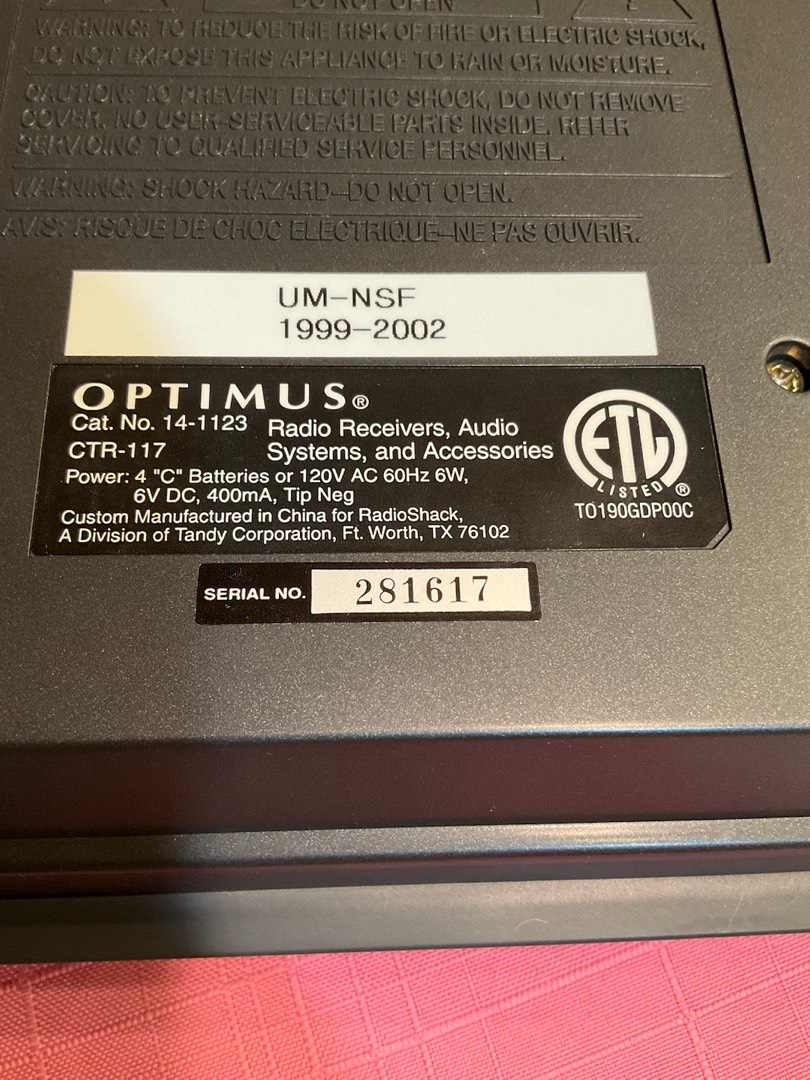 DO NOT OPEN
WARNING: TO REDUCE THE RISK OF FIRE OR ELECTRIC SHOCK,
DO NOT EXPOSE THIS APPLIANCE TO RAIN OR MOISTURE.
CAUTION: TO PREVENT ELECTRIC SHOCK, DO NOT REMOVE
COVER. NO USER-SERVICEABLE PARTS INSIDE. REFER
SERVICING TO QUALIFIED SERVICE PERSONNEL.
WARNING: SHOCK HAZARD–DO NOT OPEN.
AVIS: RISQUE DE CHOC ELECTRIQUE–NE PAS OUVRIR.
UM-NSF
1999-2002
OPTIMUS®
Cat. No. 14-1123
CTR-117
Radio Receivers, Audio
Systems, and Accessories
Power: 4 "C" Batteries or 120V AC 60Hz 6W,
6V DC, 400mA, Tip Neg
Custom Manufactured in China for RadioShack,
A Division of Tandy Corporation, Ft. Worth, TX 76102
ETL
LISTED ®
TO190GDP00C
SERIAL NO. 281617